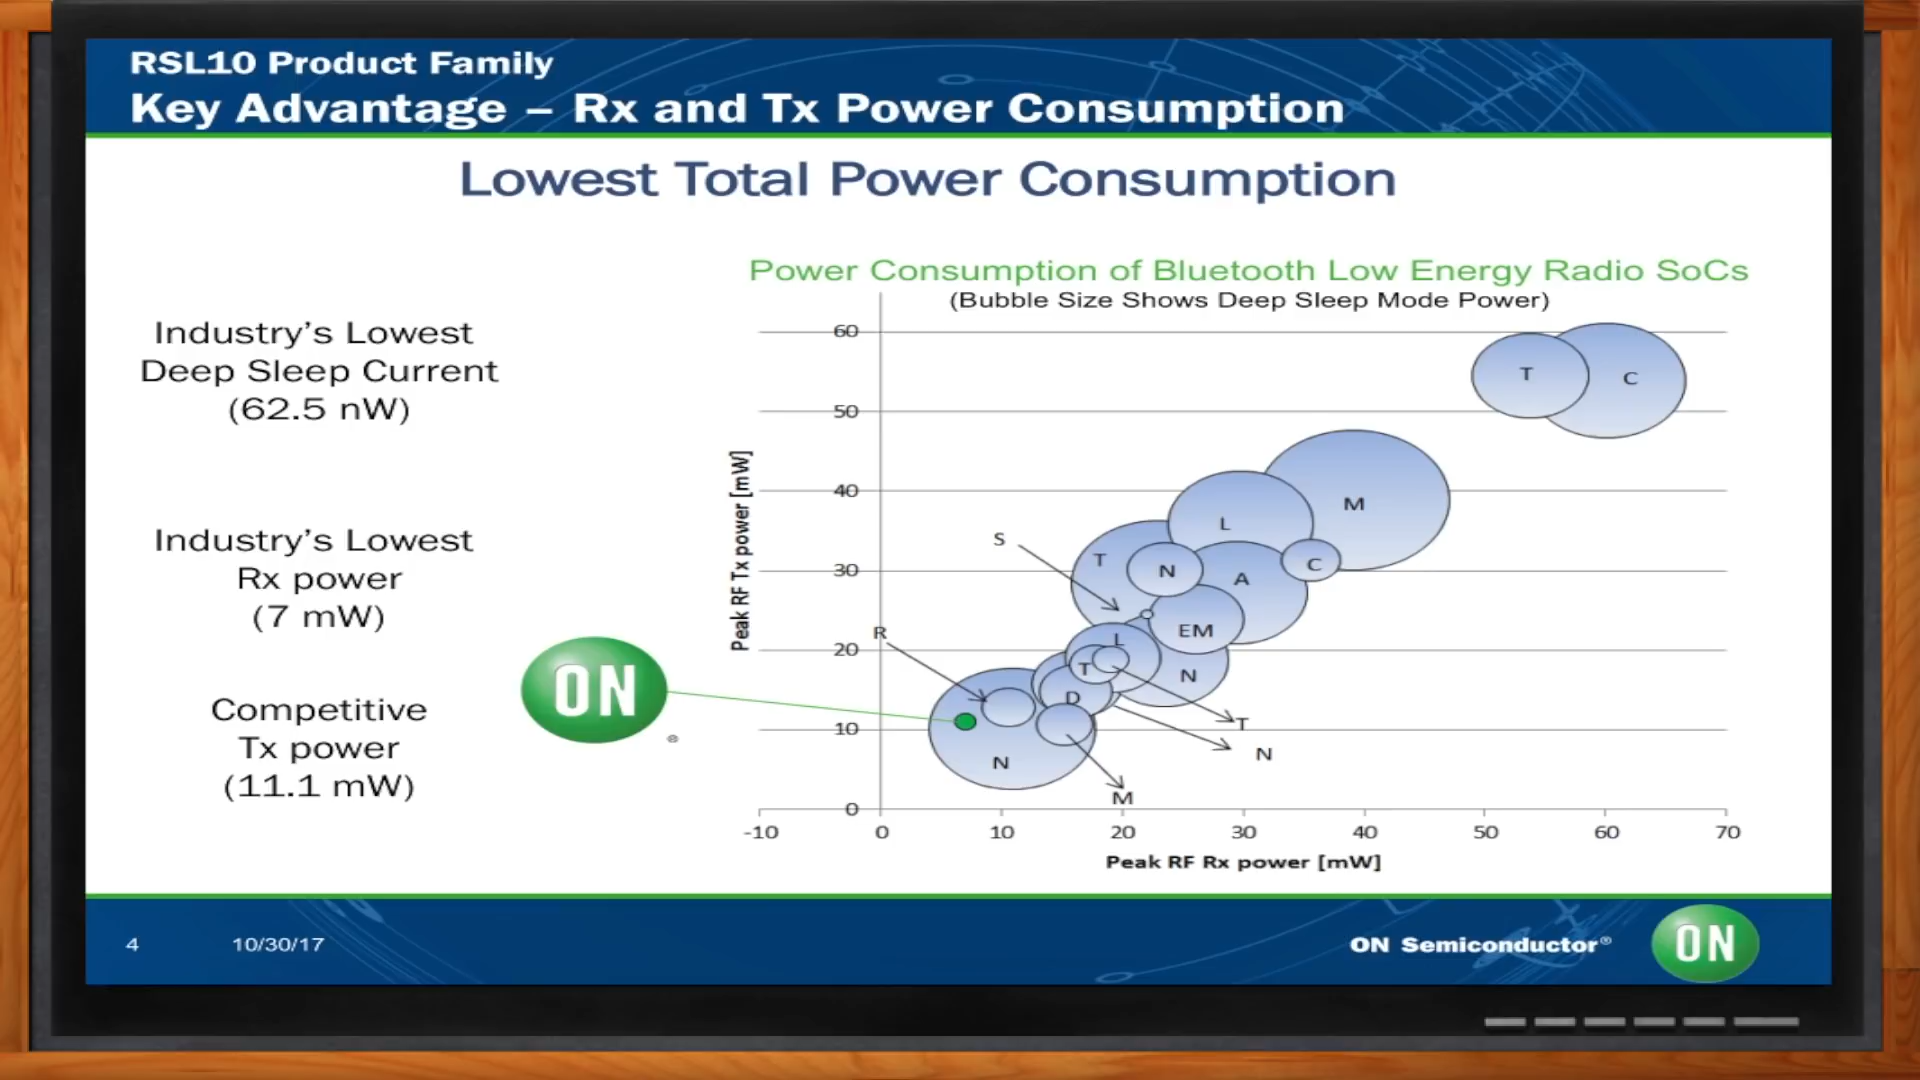 RSL10 Product Family
Key Advantage – Rx and Tx Power Consumption
Lowest Total Power Consumption
Industry's Lowest
Deep Sleep Current
(62.5 nW)
Industry's Lowest
Rx power
(7 mW)
Competitive
Tx power
(11.1 mW)
ON
®
Power Consumption of Bluetooth Low Energy Radio SoCs
(Bubble Size Shows Deep Sleep Mode Power)
Peak RF Tx power [mW]
60
50
40
30
20
10
0
T
C
M
L
S
T
N
A
C
R
L
EM
T
N
D
T
N
N
M
-10 0 10 20 30 40 50 60 70
Peak RF Rx power [mW]
4 10/30/17
ON Semiconductor®
ON